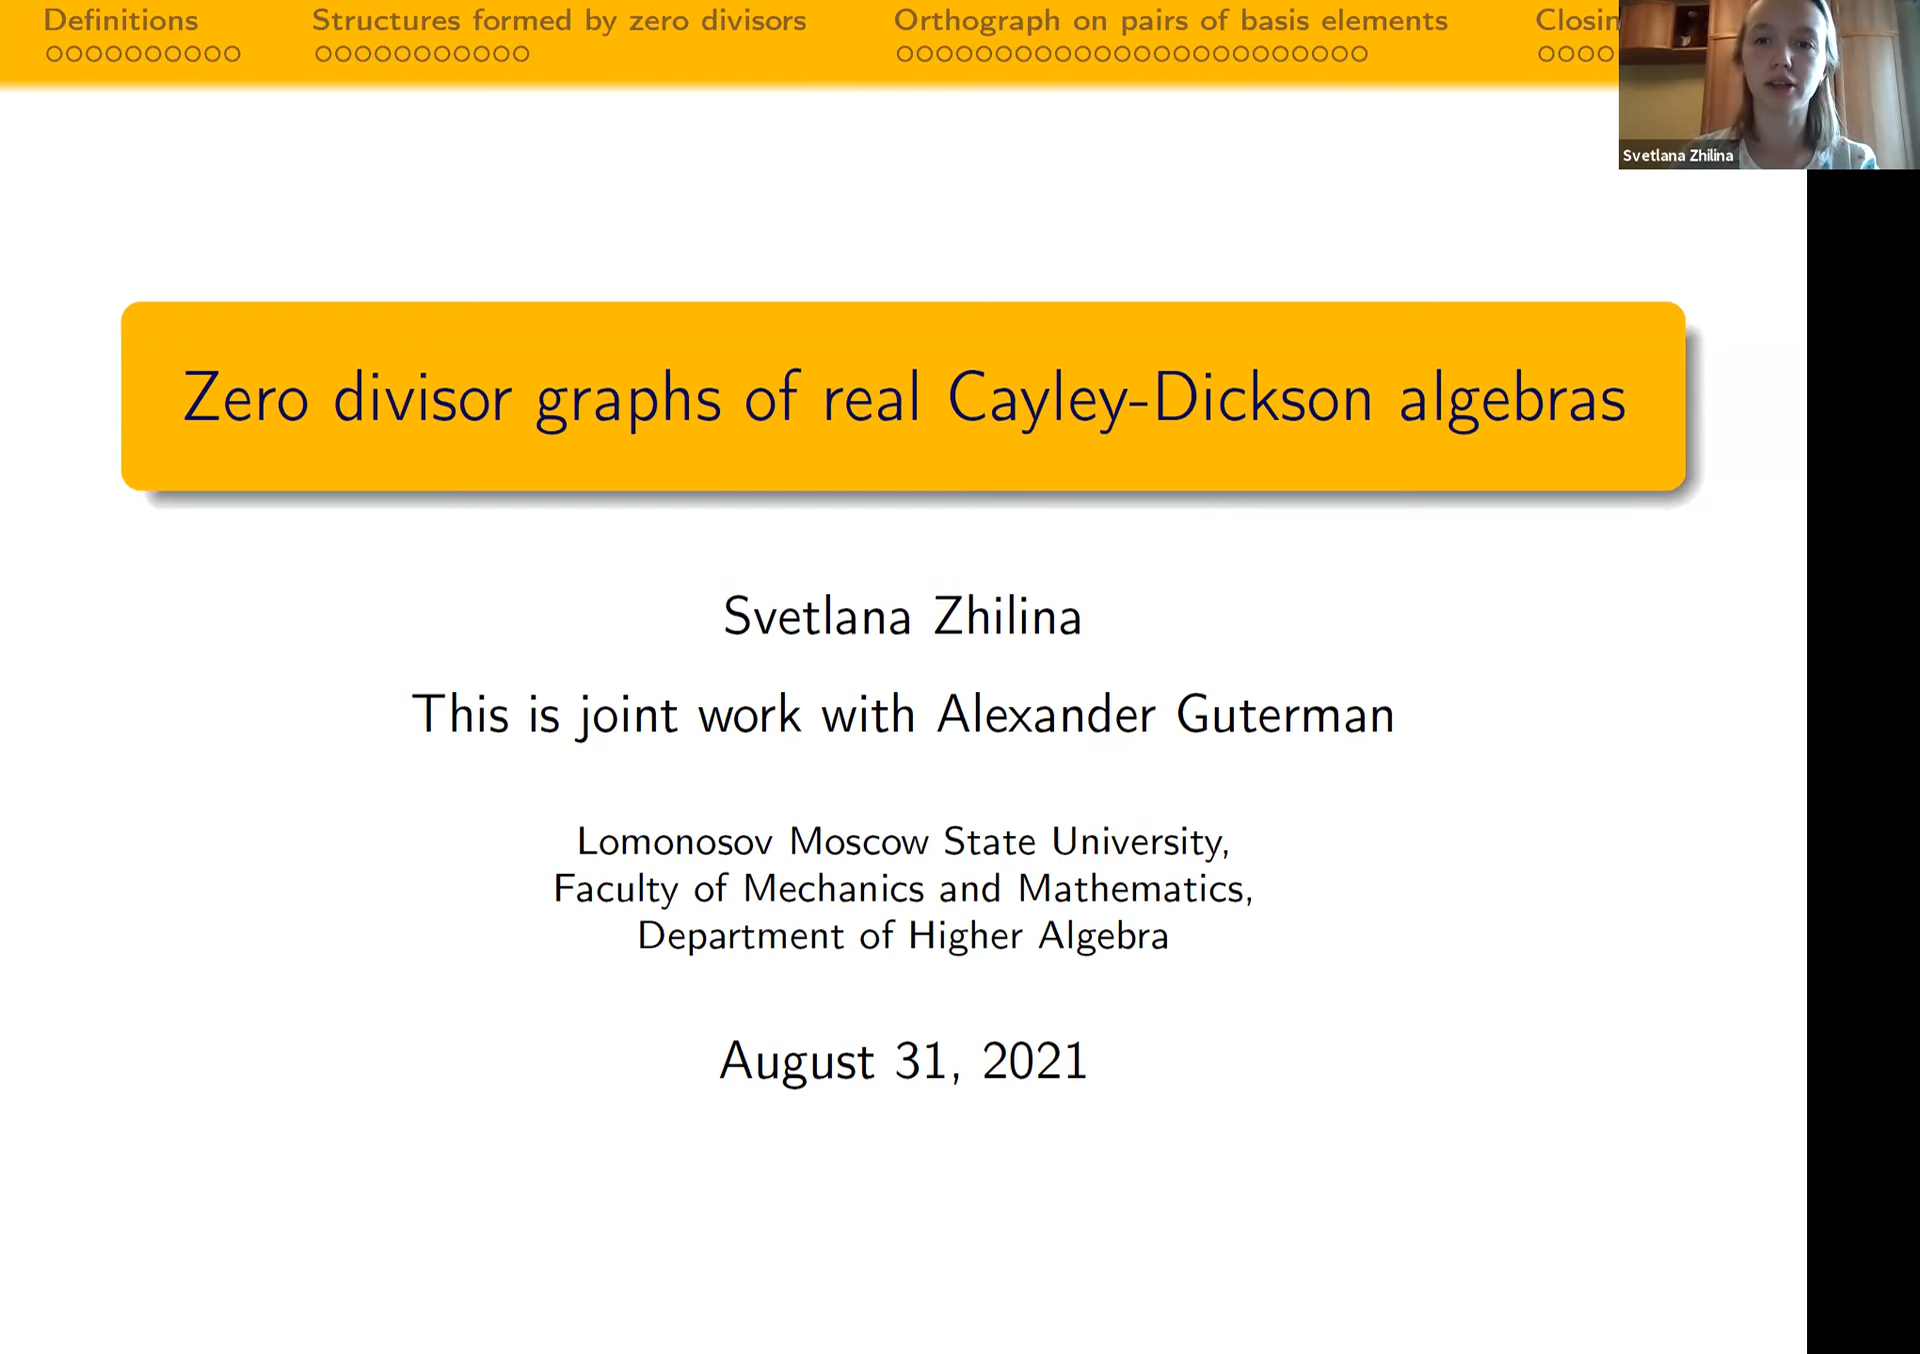 Definitions
Structures formed by zero divisors
Orthograph on pairs of basis elements
Closin
Svetlana Zhilina
Zero divisor graphs of real Cayley-Dickson algebras
Svetlana Zhilina
This is joint work with Alexander Guterman
Lomonosov Moscow State University,
Faculty of Mechanics and Mathematics,
Department of Higher Algebra
August 31, 2021